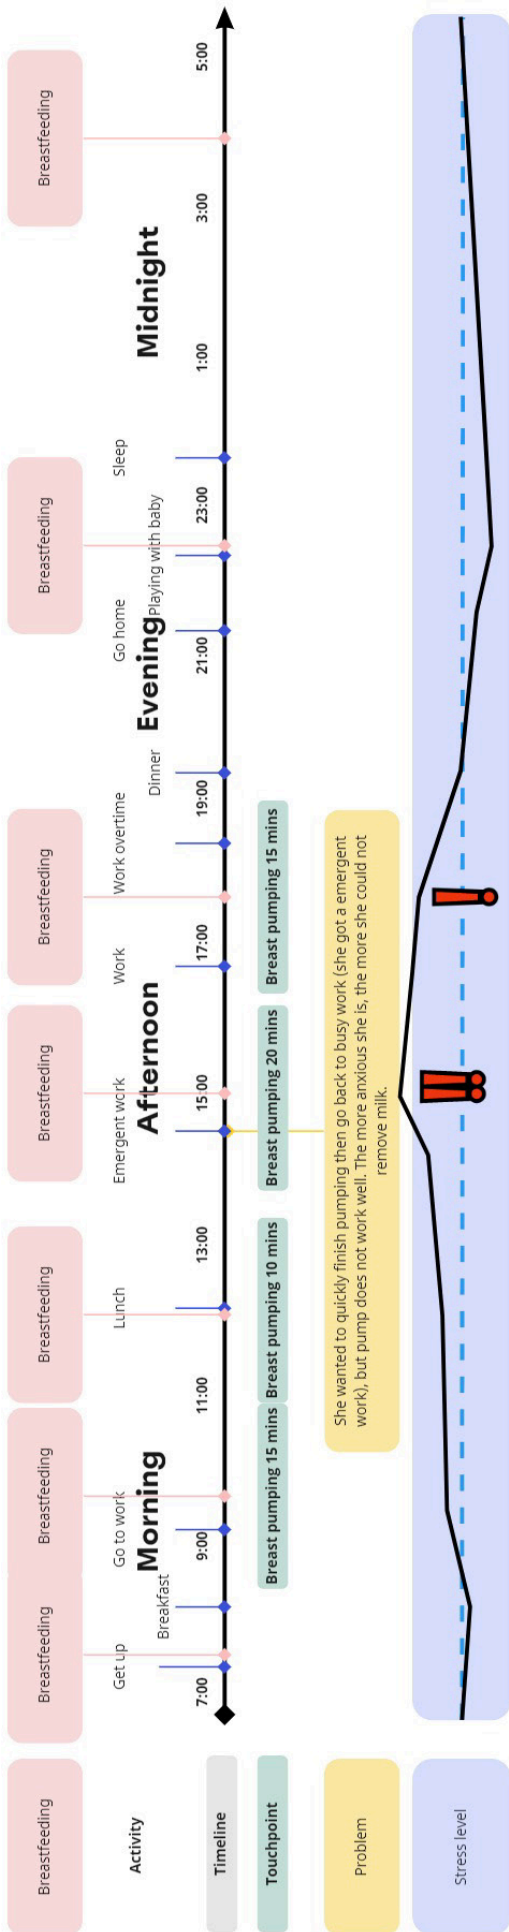 Breastfeeding
Breastfeeding
Breastfeeding
Breastfeeding
Breastfeeding
Breastfeeding
Breastfeeding
Breastfeeding
Activity
Get up
Breakfast
Go to work
Lunch
Emergent work
Work
Work overtime
Dinner
Go home
Playing with baby
Sleep
Morning
Afternoon
Evening
Midnight
Timeline
7:00
9:00
11:00
13:00
15:00
17:00
19:00
21:00
23:00
1:00
3:00
5:00
Touchpoint
Breast pumping 15 mins
Breast pumping 10 mins
Breast pumping 20 mins
Breast pumping 15 mins
Problem
She wanted to quickly finish pumping then go back to busy work (she got a emergent
work), but pump does not work well. The more anxious she is, the more she could not
remove milk.
Stress level